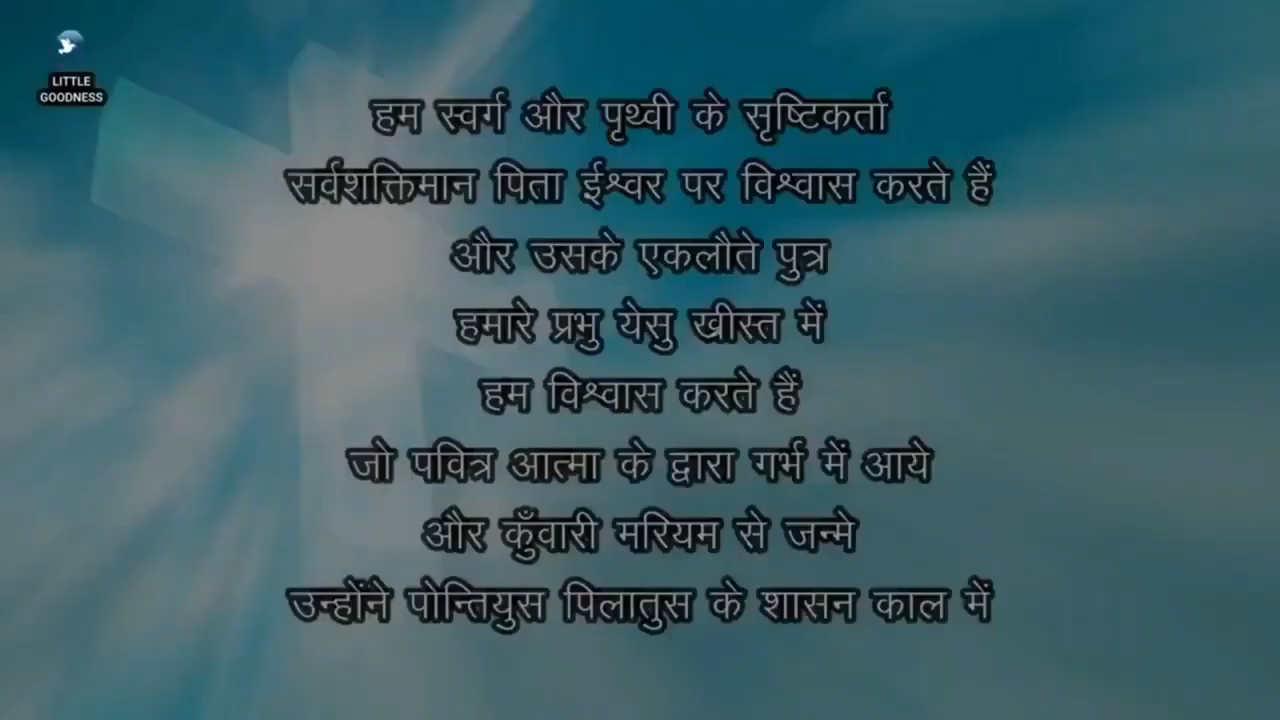 LITTLE
GOODNESS
हम स्वर्ग और पृथ्वी के सृष्टिकर्ता
सर्वशक्तिमान पिता ईश्वर पर विश्वास करते हैं
और उसके एकलौते पुत्र
हमारे प्रभु येसु ख्रीस्त में
हम विश्वास करते हैं
जो पवित्र आत्मा के द्वारा गर्भ में आये
और कुँवारी मरियम से जन्मे
उन्होंने पोन्तियुस पिलातुस के शासन काल में